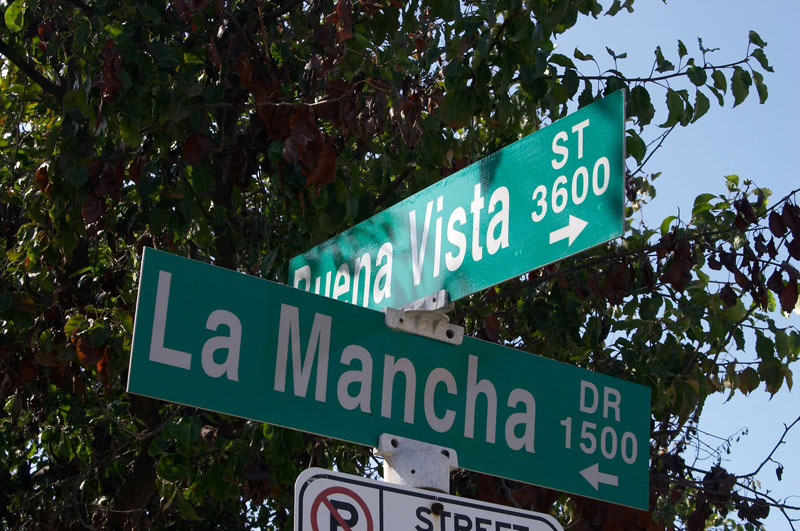 Buena Vista ST
3600
→
La Mancha DR
1500
←
P
STREET